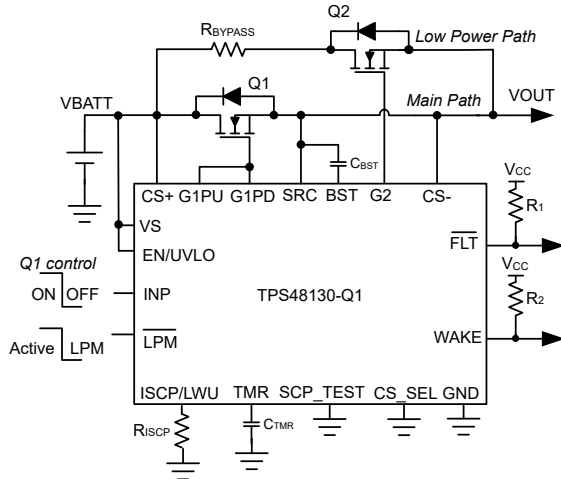 Q2
RBYPASS
Low Power Path
Q1
VBATT
Main Path
VOUT
CBST
VCC
R1
CS+ G1PU G1PD SRC BST G2 CS-
VS
FLT
EN/UVLO
VCC
R2
Q1 control
ON OFF
INP
TPS48130-Q1
LPM
WAKE
Active LPM
ISCP/LWU TMR SCP_TEST CS_SEL GND
RISCP
CTMR